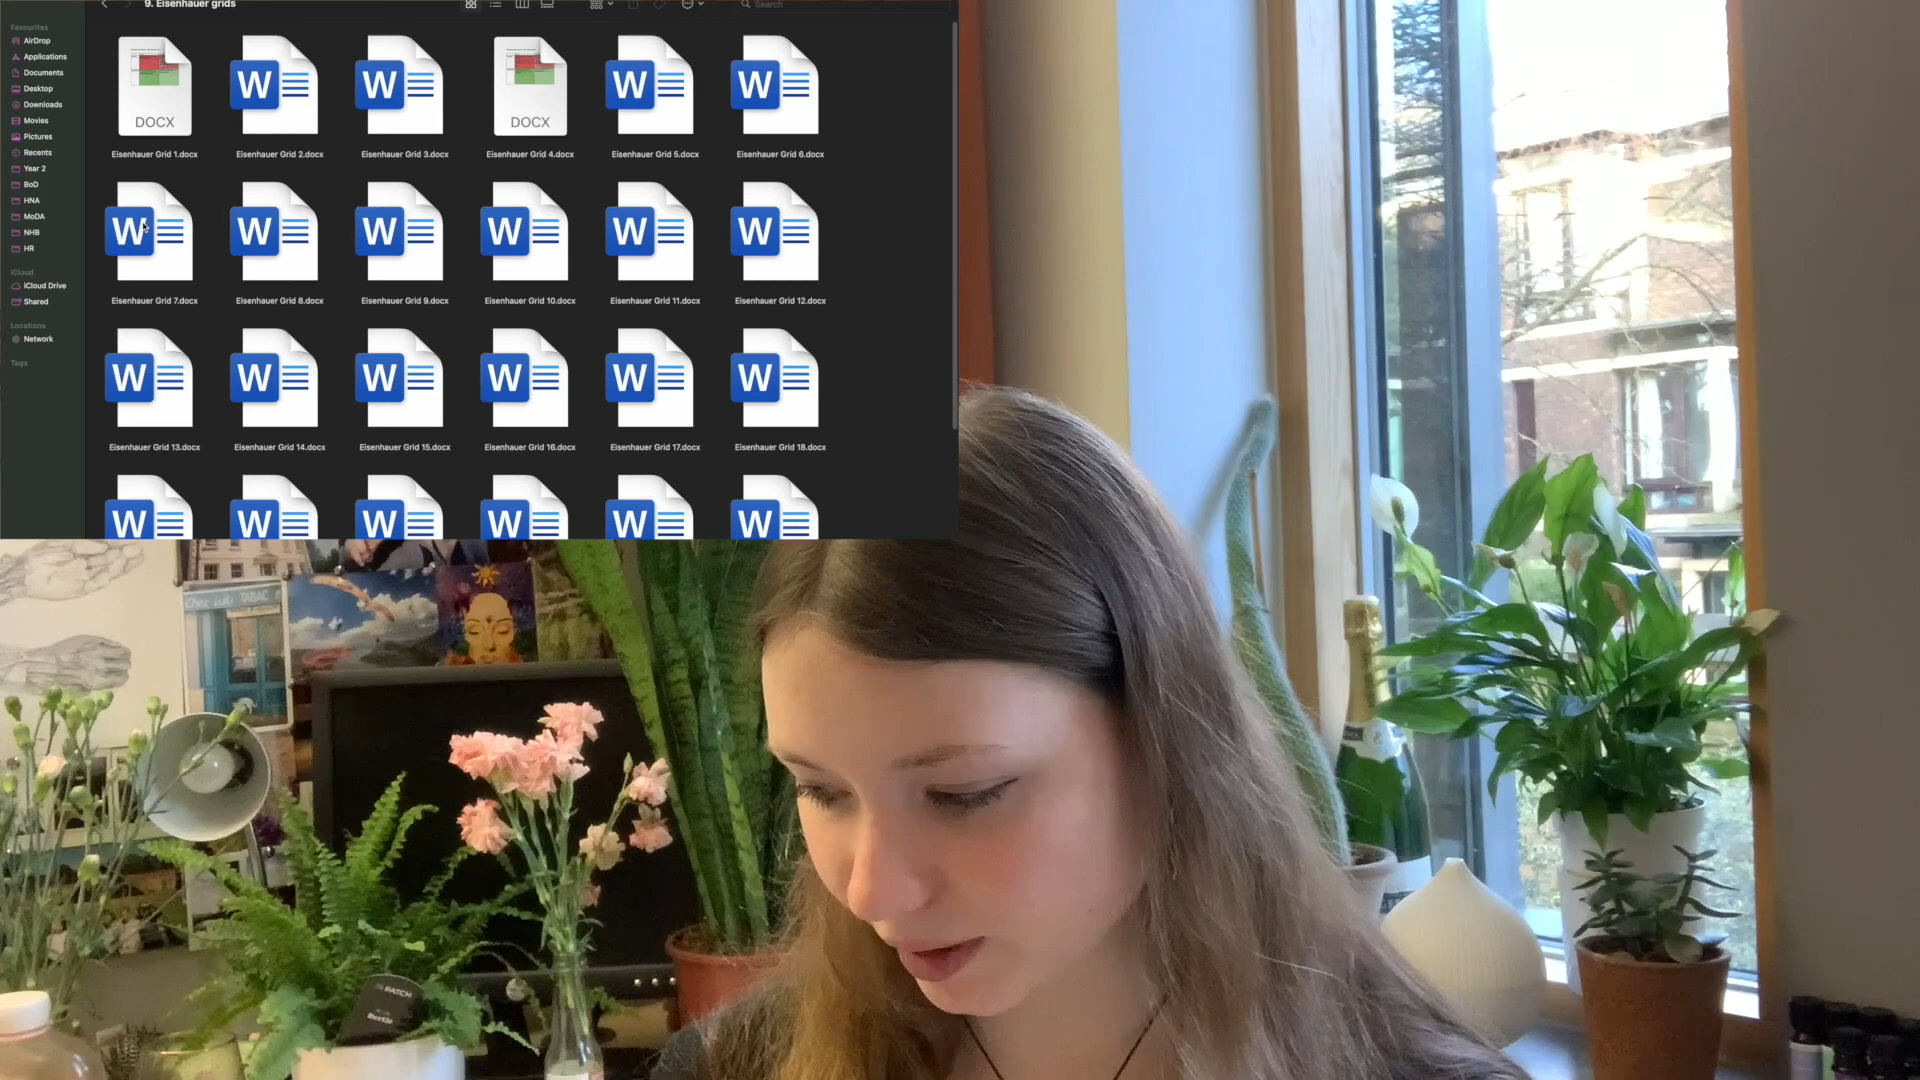 9. Eisenhauer grids
Search
Favourites
AirDrop
Applications
Documents
Desktop
Downloads
Movies
Pictures
Recents
Year 2
BoD
HNA
MoDA
NHB
HR
iCloud
iCloud Drive
Shared
Locations
Network
Tags
DOCX
W
W
DOCX
W
W
Eisenhauer Grid 1.docx
Eisenhauer Grid 2.docx
Eisenhauer Grid 3.docx
Eisenhauer Grid 4.docx
Eisenhauer Grid 5.docx
Eisenhauer Grid 6.docx
W
W
W
W
W
W
Eisenhauer Grid 7.docx
Eisenhauer Grid 8.docx
Eisenhauer Grid 9.docx
Eisenhauer Grid 10.docx
Eisenhauer Grid 11.docx
Eisenhauer Grid 12.docx
W
W
W
W
W
W
Eisenhauer Grid 13.docx
Eisenhauer Grid 14.docx
Eisenhauer Grid 15.docx
Eisenhauer Grid 16.docx
Eisenhauer Grid 17.docx
Eisenhauer Grid 18.docx
W
W
W
W
W
W
TABAC
PATCH